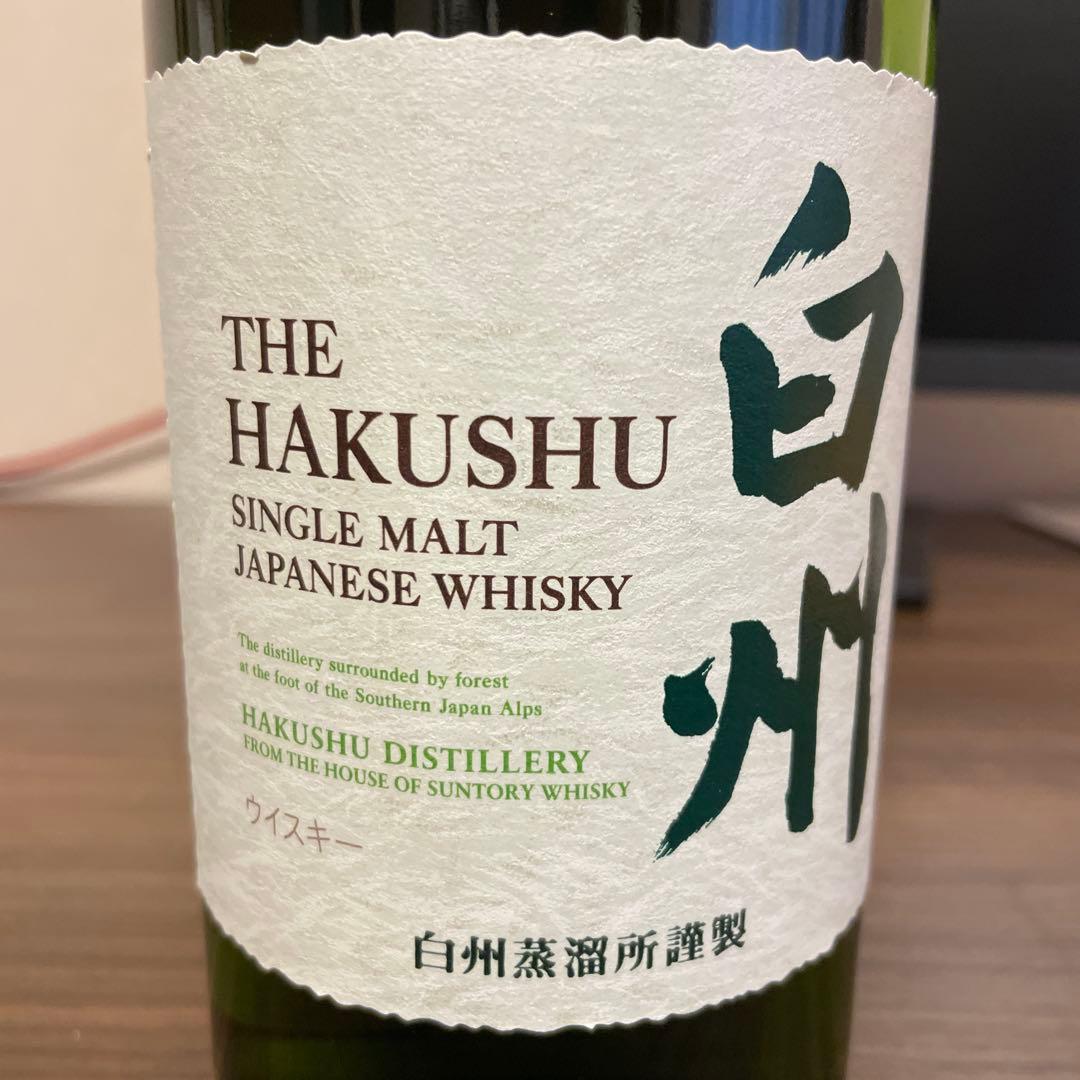 THE
HAKUSHU
SINGLE MALT
JAPANESE WHISKY
The distillery surrounded by forest
at the foot of the Southern Japan Alps
HAKUSHU DISTILLERY
FROM THE HOUSE OF SUNTORY WHISKY
ウイスキー
白州
白州蒸溜所謹製